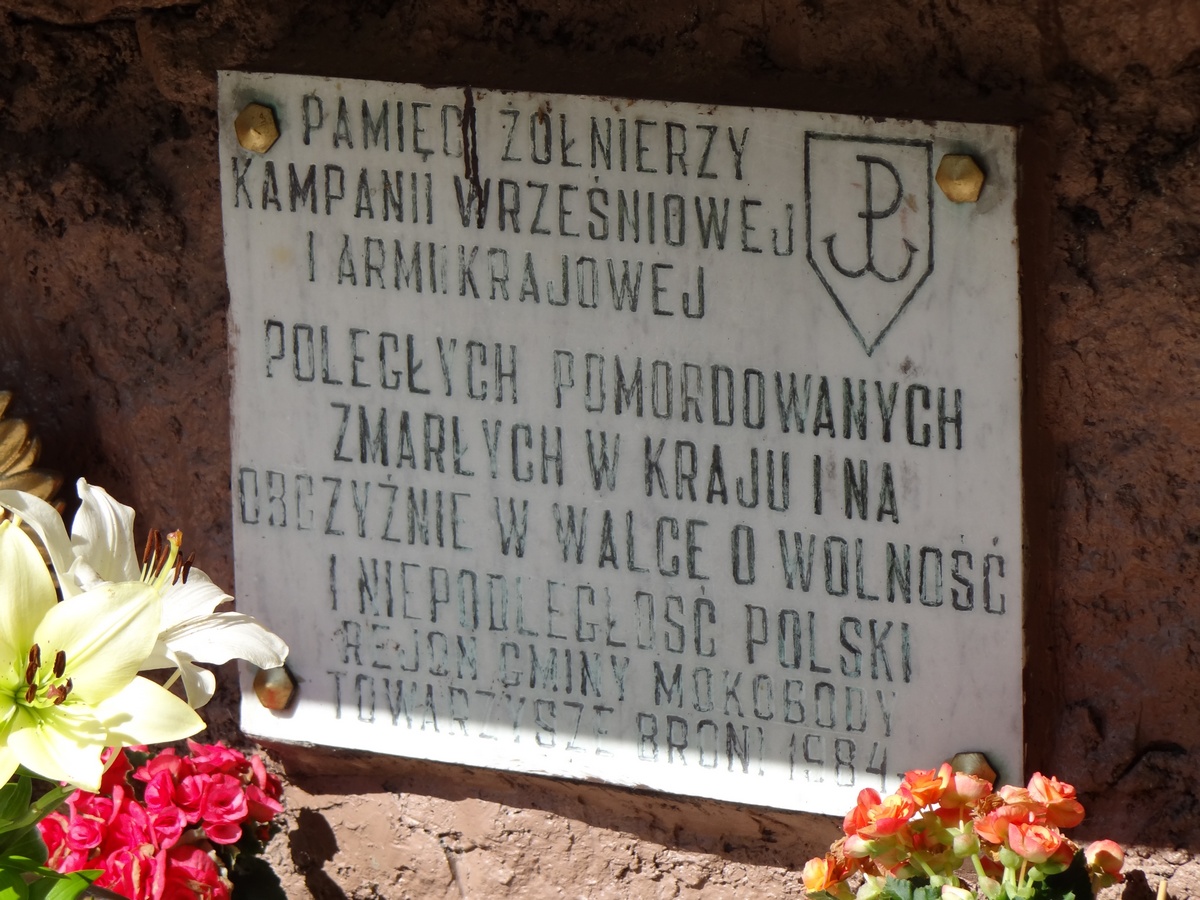 PAMIĘCI ŻOŁNIERZY
KAMPANII WRZEŚNIOWEJ
I ARMII KRAJOWEJ
POLEGŁYCH POMORDOWANYCH
ZMARŁYCH W KRAJU I NA
OBCZYŹNIE W WALCE O WOLNOŚĆ
I NIEPODLEGŁOŚĆ POLSKI
REJON GMINY MOKOBODY
TOWARZYSZE BRONI 1984
PW